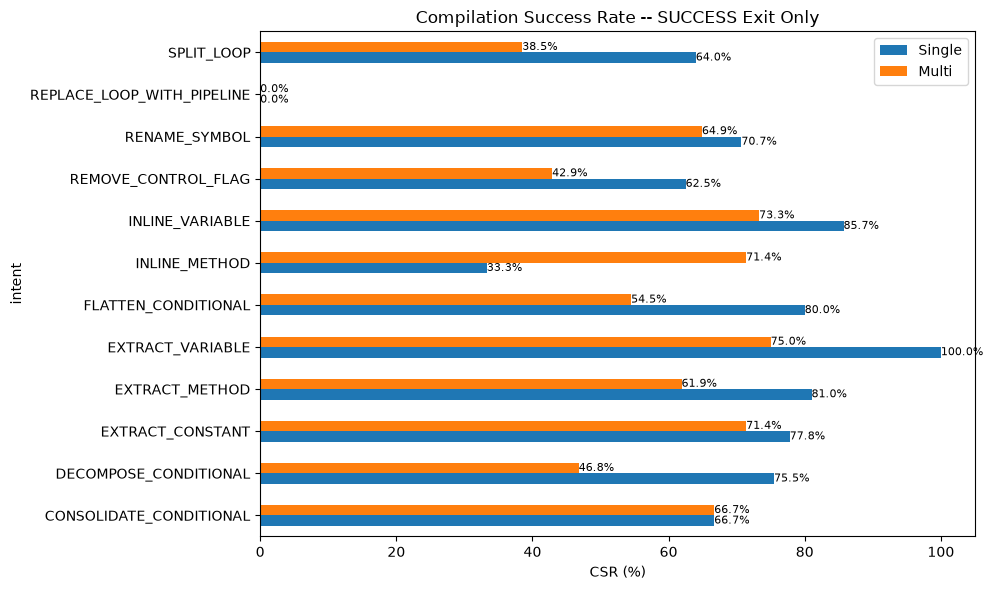 Compilation Success Rate -- SUCCESS Exit Only
Single
Multi
intent
SPLIT_LOOP
38.5%
64.0%
REPLACE_LOOP_WITH_PIPELINE
0.0%
0.0%
RENAME_SYMBOL
64.9%
70.7%
REMOVE_CONTROL_FLAG
42.9%
62.5%
INLINE_VARIABLE
73.3%
85.7%
INLINE_METHOD
71.4%
33.3%
FLATTEN_CONDITIONAL
54.5%
80.0%
EXTRACT_VARIABLE
75.0%
100.0%
EXTRACT_METHOD
61.9%
81.0%
EXTRACT_CONSTANT
71.4%
77.8%
DECOMPOSE_CONDITIONAL
46.8%
75.5%
CONSOLIDATE_CONDITIONAL
66.7%
66.7%
0 20 40 60 80 100
CSR (%)